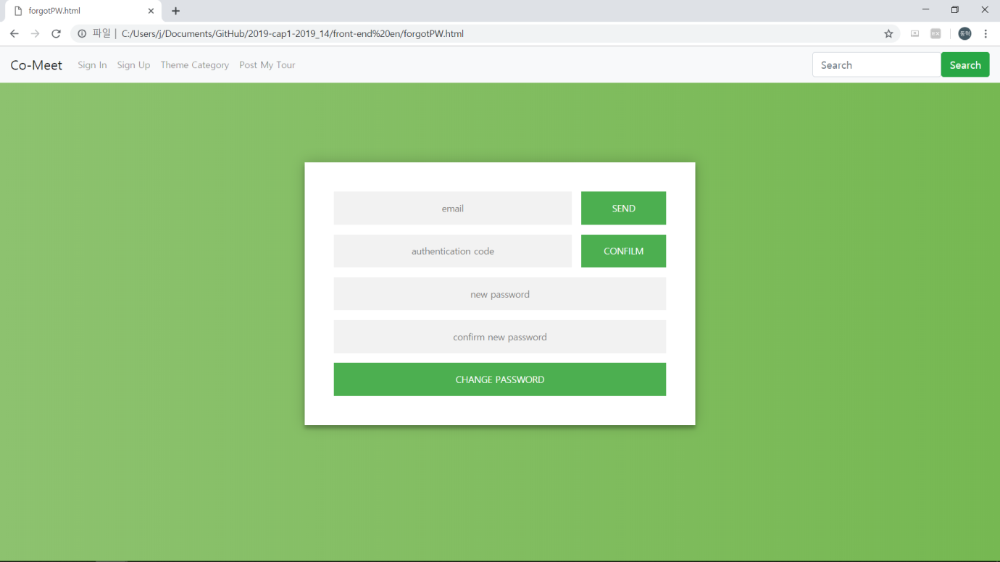 forgotPW.html
파일 | C:/Users/j/Documents/GitHub/2019-cap1-2019_14/front-end%20en/forgotPW.html
동혁
Co-Meet Sign In Sign Up Theme Category Post My Tour Search Search
email SEND
authentication code CONFILM
new password
confirm new password
CHANGE PASSWORD